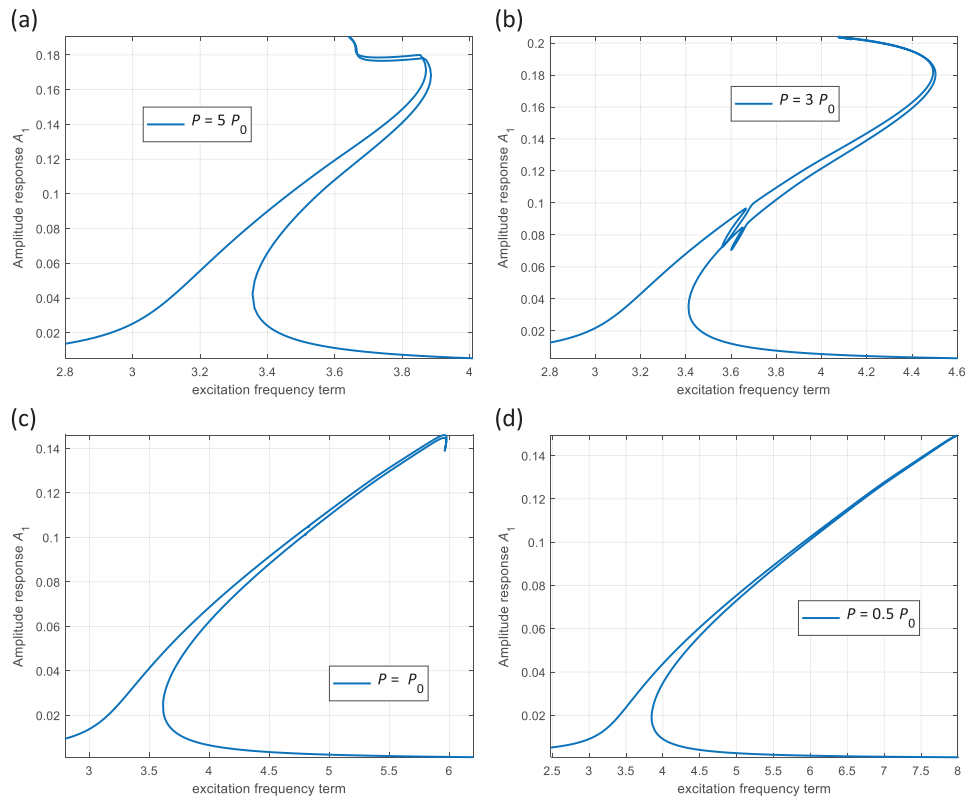 (a)
0.18
0.16
0.14
0.12
0.1
0.08
0.06
0.04
0.02
Amplitude response A1
P = 5 P0
2.8 3 3.2 3.4 3.6 3.8 4
excitation frequency term
(b)
0.2
0.18
0.16
0.14
0.12
0.1
0.08
0.06
0.04
0.02
Amplitude response A1
P = 3 P0
2.8 3 3.2 3.4 3.6 3.8 4 4.2 4.4 4.6
excitation frequency term
(c)
0.14
0.12
0.1
0.08
0.06
0.04
0.02
Amplitude response A1
P = P0
3 3.5 4 4.5 5 5.5 6
excitation frequency term
(d)
0.14
0.12
0.1
0.08
0.06
0.04
0.02
Amplitude response A1
P = 0.5 P0
2.5 3 3.5 4 4.5 5 5.5 6 6.5 7 7.5 8
excitation frequency term